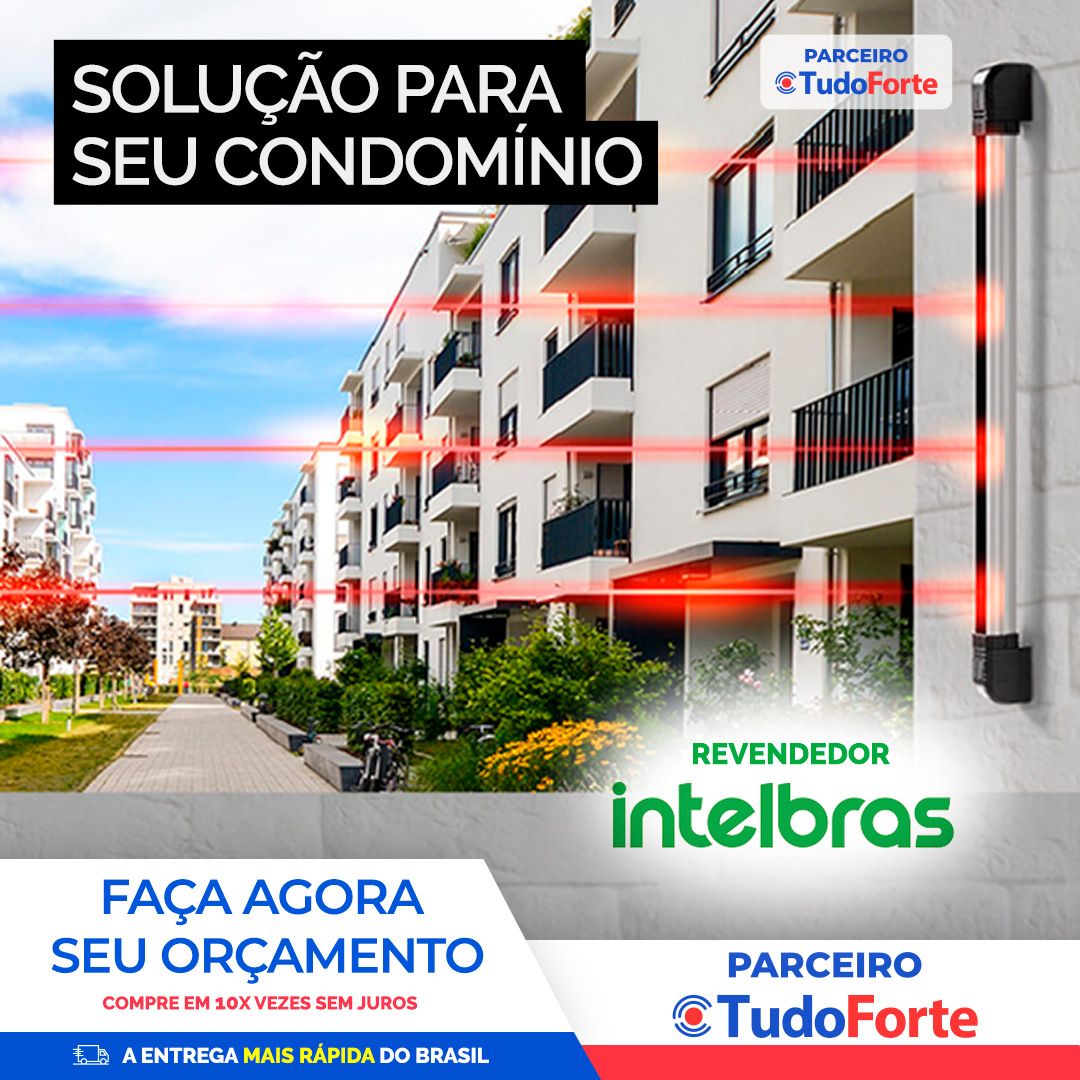 SOLUÇÃO PARA
SEU CONDOMÍNIO
PARCEIRO
TudoForte
REVENDEDOR
intelbras
FAÇA AGORA
SEU ORÇAMENTO
COMPRE EM 10X VEZES SEM JUROS
A ENTREGA MAIS RÁPIDA DO BRASIL
PARCEIRO
TudoForte